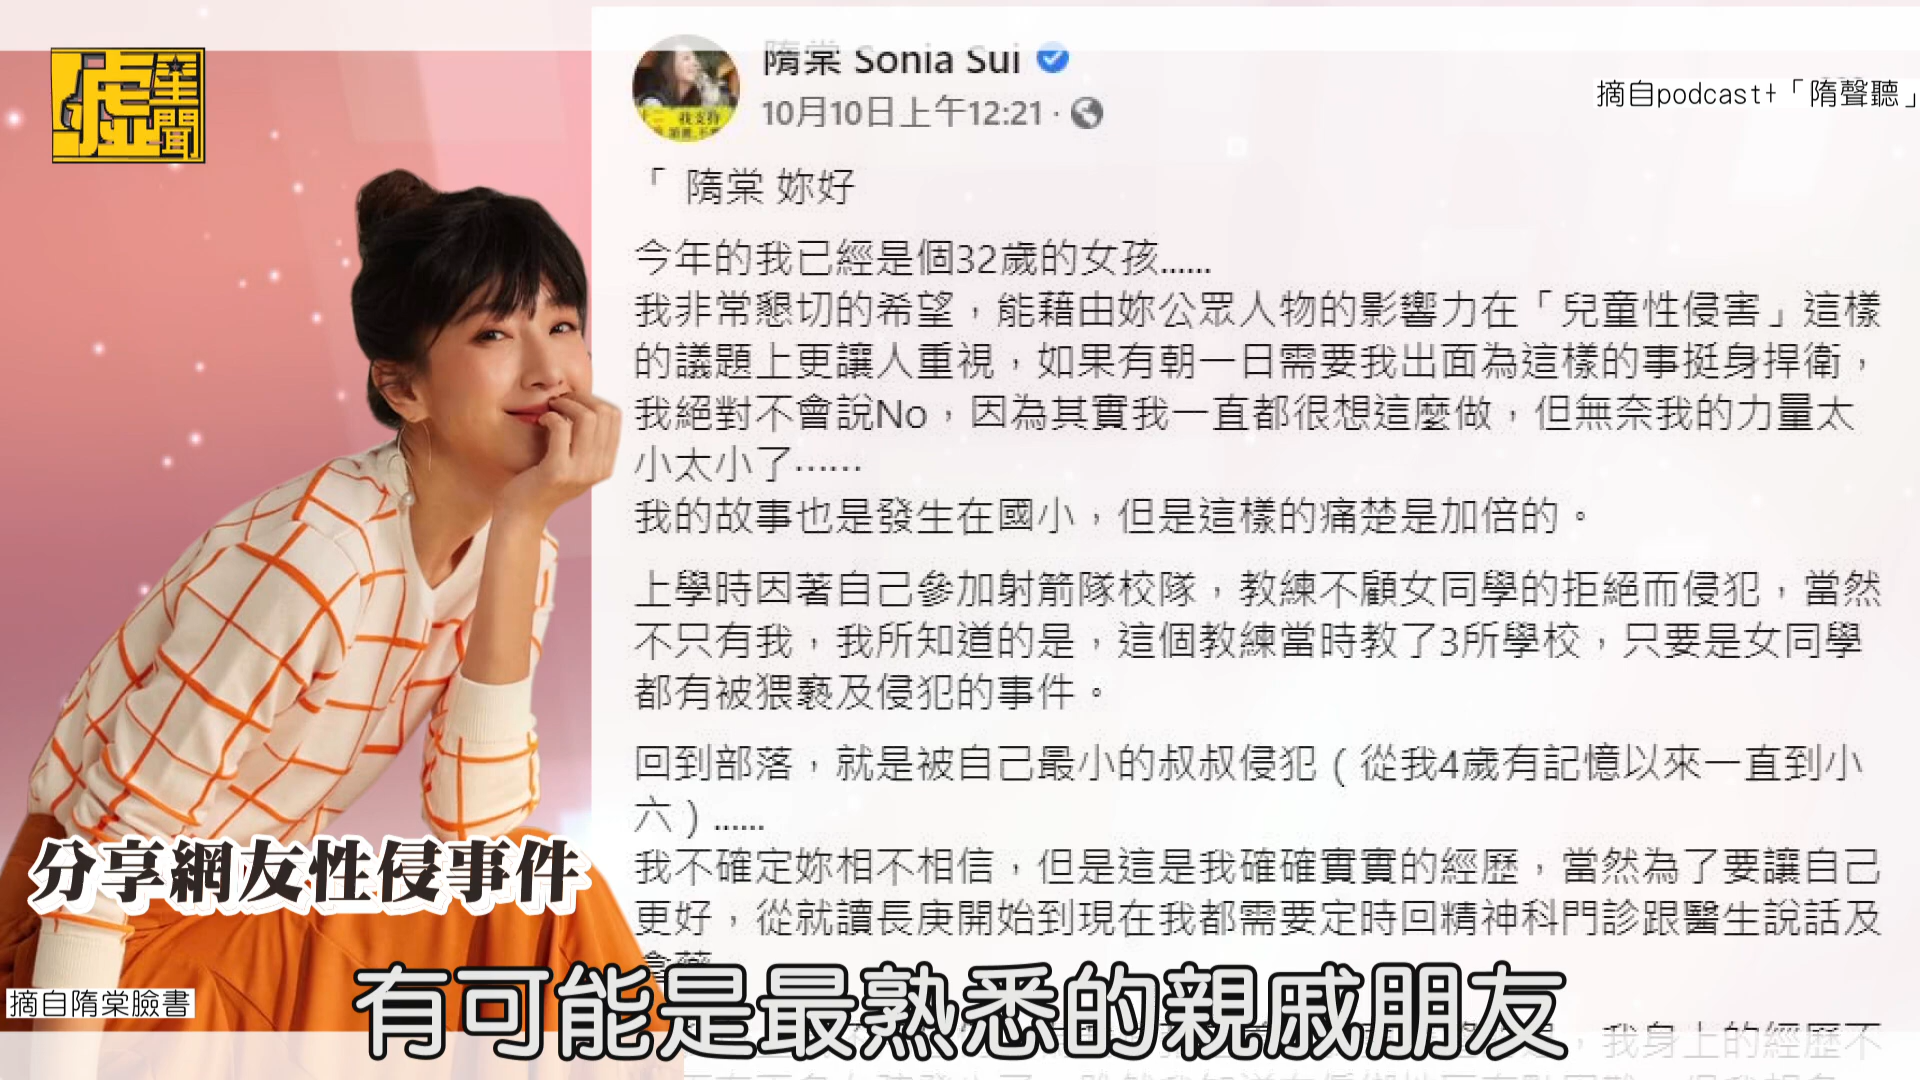 噓星聞
隋棠 Sonia Sui
10月10日上午12:21 ·
摘自podcast+「隋聲聽」
「 隋棠 妳好
今年的我已經是個32歲的女孩......
我非常懇切的希望，能藉由妳公眾人物的影響力在「兒童性侵害」這樣
的議題上更讓人重視，如果有朝一日需要我出面為這樣的事挺身捍衛，
我絕對不會說No，因為其實我一直都很想這麼做，但無奈我的力量太
小太小了……
我的故事也是發生在國小，但是這樣的痛楚是加倍的。
上學時因著自己參加射箭隊校隊，教練不顧女同學的拒絕而侵犯，當然
不只有我，我所知道的是，這個教練當時教了3所學校，只要是女同學
都有被猥褻及侵犯的事件。
回到部落，就是被自己最小的叔叔侵犯（從我4歲有記憶以來一直到小
六）......
我不確定妳相不相信，但是這是我確確實實的經歷，當然為了要讓自己
更好，從就讀長庚開始到現在我都需要定時回精神科門診跟醫生說話及
拿藥
，我身上的經歷不
分享網友性侵事件
摘自隋棠臉書
有可能是最熟悉的親戚朋友